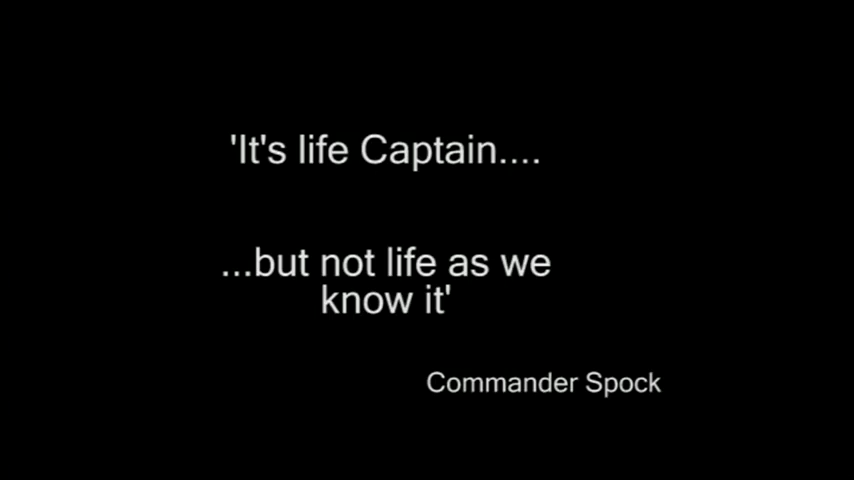 'It's life Captain....
...but not life as we
know it'
Commander Spock